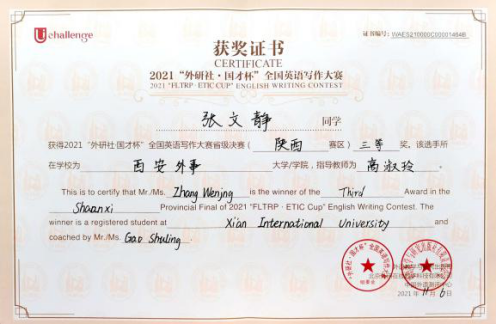 Uchallenge
证书编号：WAES210000C00014848
获奖证书
CERTIFICATE
2021 “外研社·国才杯” 全国英语写作大赛
2021 “FLTRP · ETIC CUP” ENGLISH WRITING CONTEST
张文静 同学
获得2021 “外研社·国才杯” 全国英语写作大赛省级决赛（ 陕西 赛区）三等 奖，该选手所
在学校为 西安外事 大学/学院，指导教师为 高淑玲 。
This is to certify that Mr./Ms. Zhang Wenjing is the winner of the Third Award in the
Shaanxi Provincial Final of 2021 "FLTRP · ETIC Cup" English Writing Contest. The
winner is a registered student at Xi'an International University and
coached by Mr./Ms. Gao Shuling .
2021年11月6日